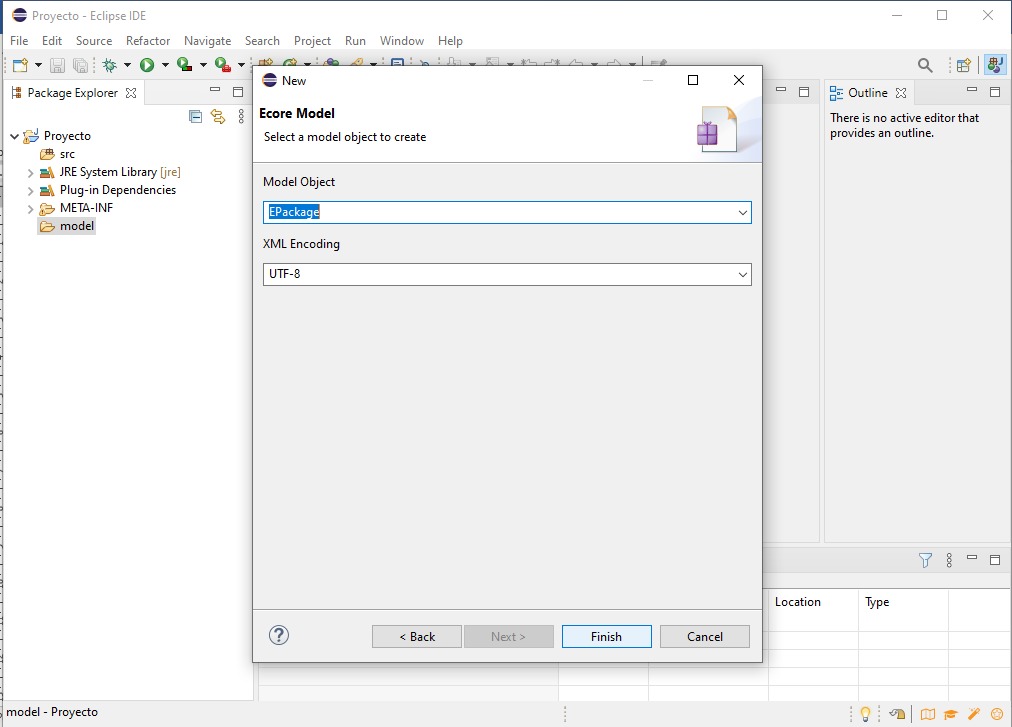 Proyecto - Eclipse IDE
File Edit Source Refactor Navigate Search Project Run Window Help
Package Explorer
Proyecto
src
JRE System Library [jre]
Plug-in Dependencies
META-INF
model
New
Ecore Model
Select a model object to create
Model Object
EPackage
XML Encoding
UTF-8
< Back Next > Finish Cancel
Outline
There is no active editor that
provides an outline.
Location Type
model - Proyecto